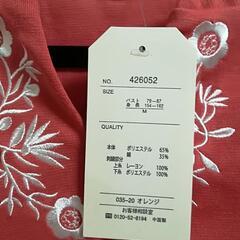 NO. 426052
SIZE
バスト 79-87
身長 154-162
M
QUALITY
本体 ポリエステル 65%
綿 35%
刺繍部分
上糸 レーヨン 100%
下糸 ポリエステル 100%
035-20 オレンジ
お客様相談室
0120-52-8194 中国製